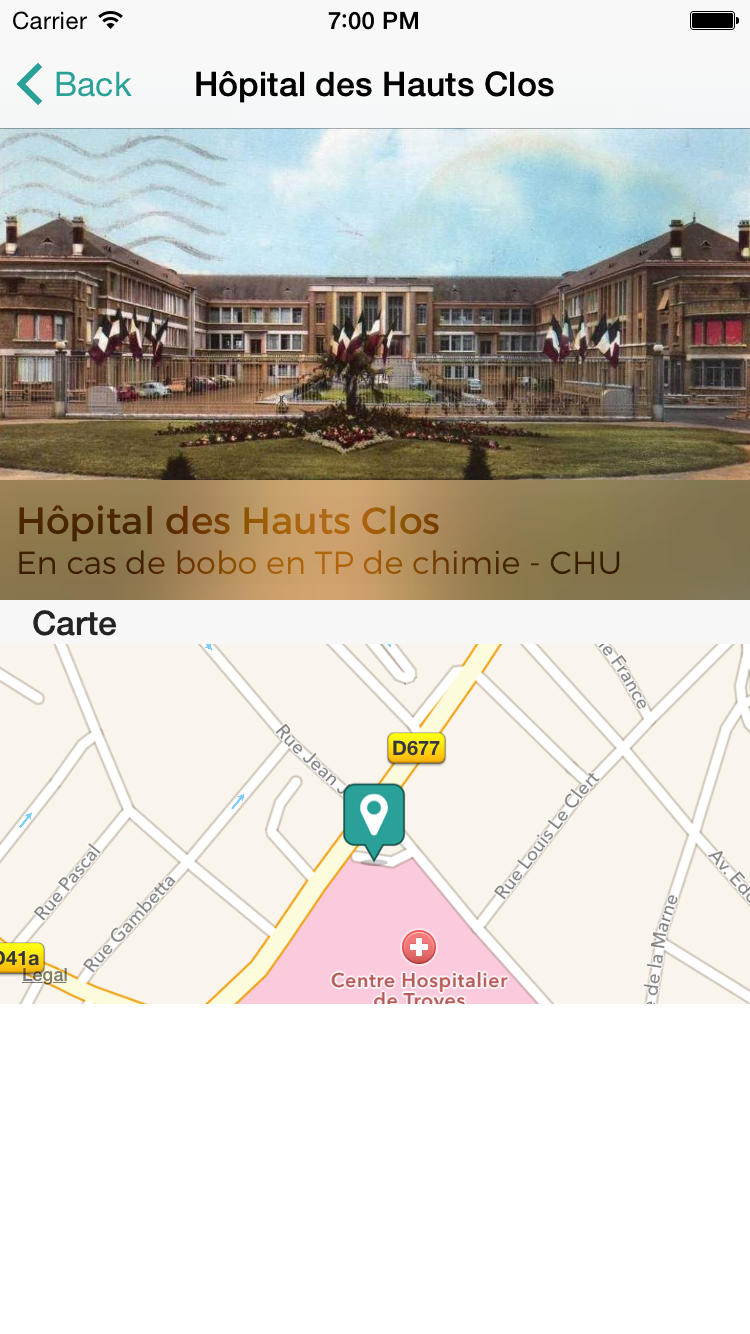 Carrier 7:00 PM
Back Hôpital des Hauts Clos
Hôpital des Hauts Clos
En cas de bobo en TP de chimie - CHU
Carte
e France
Rue Jean J
D677
Rue Louis Le Clert
Rue Pascal
Rue Gambetta
Av. Edo
D41a
Legal
de la Marne
Centre Hospitalier
de Troyes